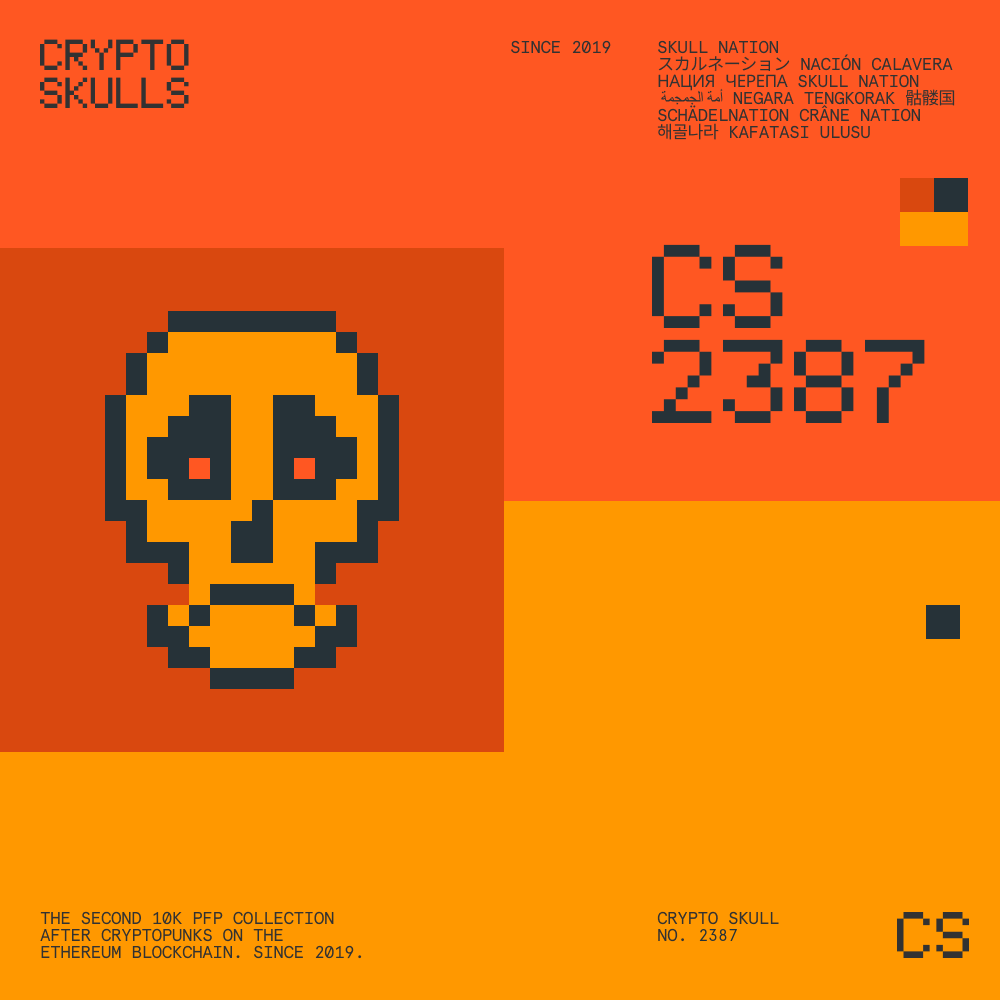 CRYPTO
SKULLS
SINCE 2019
SKULL NATION
スカルネーション NACIÓN CALAVERA
НАЦИЯ ЧЕРЕПА SKULL NATION
أمة الجمجمة NEGARA TENGKORAK 骷髅国
SCHÄDELNATION CRÂNE NATION
해골나라 KAFATASI ULUSU
CS
2387
THE SECOND 10K PFP COLLECTION
AFTER CRYPTOPUNKS ON THE
ETHEREUM BLOCKCHAIN. SINCE 2019.
CRYPTO SKULL
NO. 2387
CS